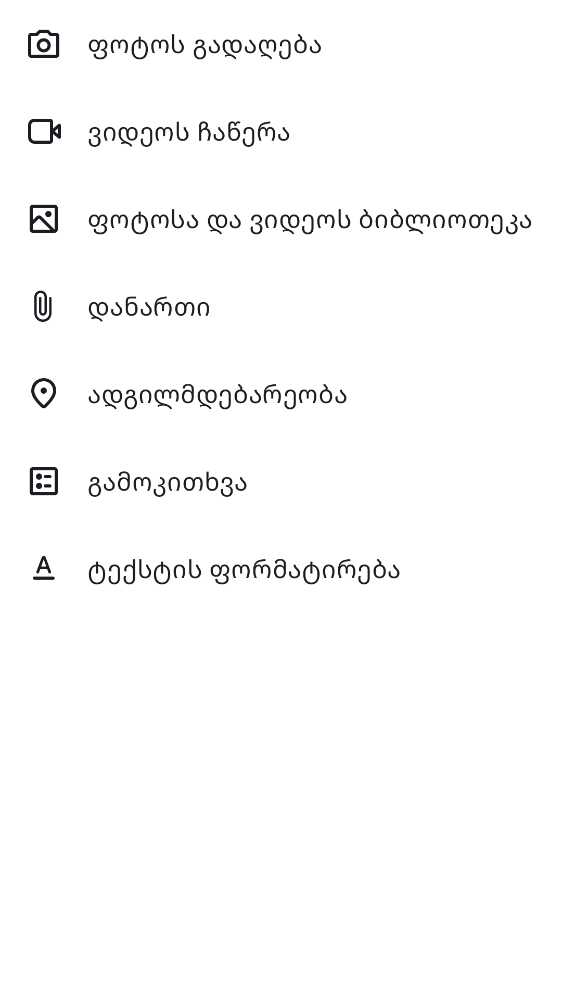 ფოტოს გადაღება
ვიდეოს ჩაწერა
ფოტოსა და ვიდეოს ბიბლიოთეკა
დანართი
ადგილმდებარეობა
გამოკითხვა
ტექსტის ფორმატირება